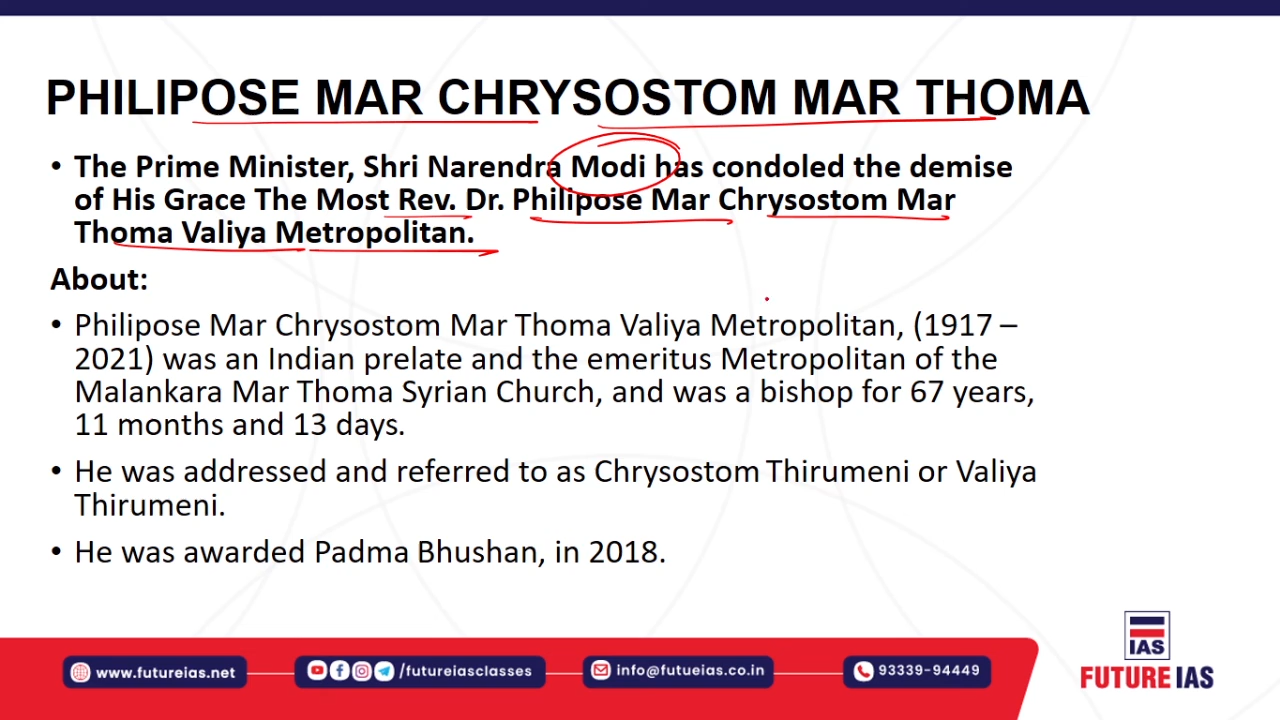 PHILIPOSE MAR CHRYSOSTOM MAR THOMA
• The Prime Minister, Shri Narendra Modi has condoled the demise
of His Grace The Most Rev. Dr. Philipose Mar Chrysostom Mar
Thoma Valiya Metropolitan.
About:
• Philipose Mar Chrysostom Mar Thoma Valiya Metropolitan, (1917 –
2021) was an Indian prelate and the emeritus Metropolitan of the
Malankara Mar Thoma Syrian Church, and was a bishop for 67 years,
11 months and 13 days.
• He was addressed and referred to as Chrysostom Thirumeni or Valiya
Thirumeni.
• He was awarded Padma Bhushan, in 2018.
IAS
FUTURE IAS
www.futureias.net
/futureiasclasses
info@futueias.co.in
93339-94449